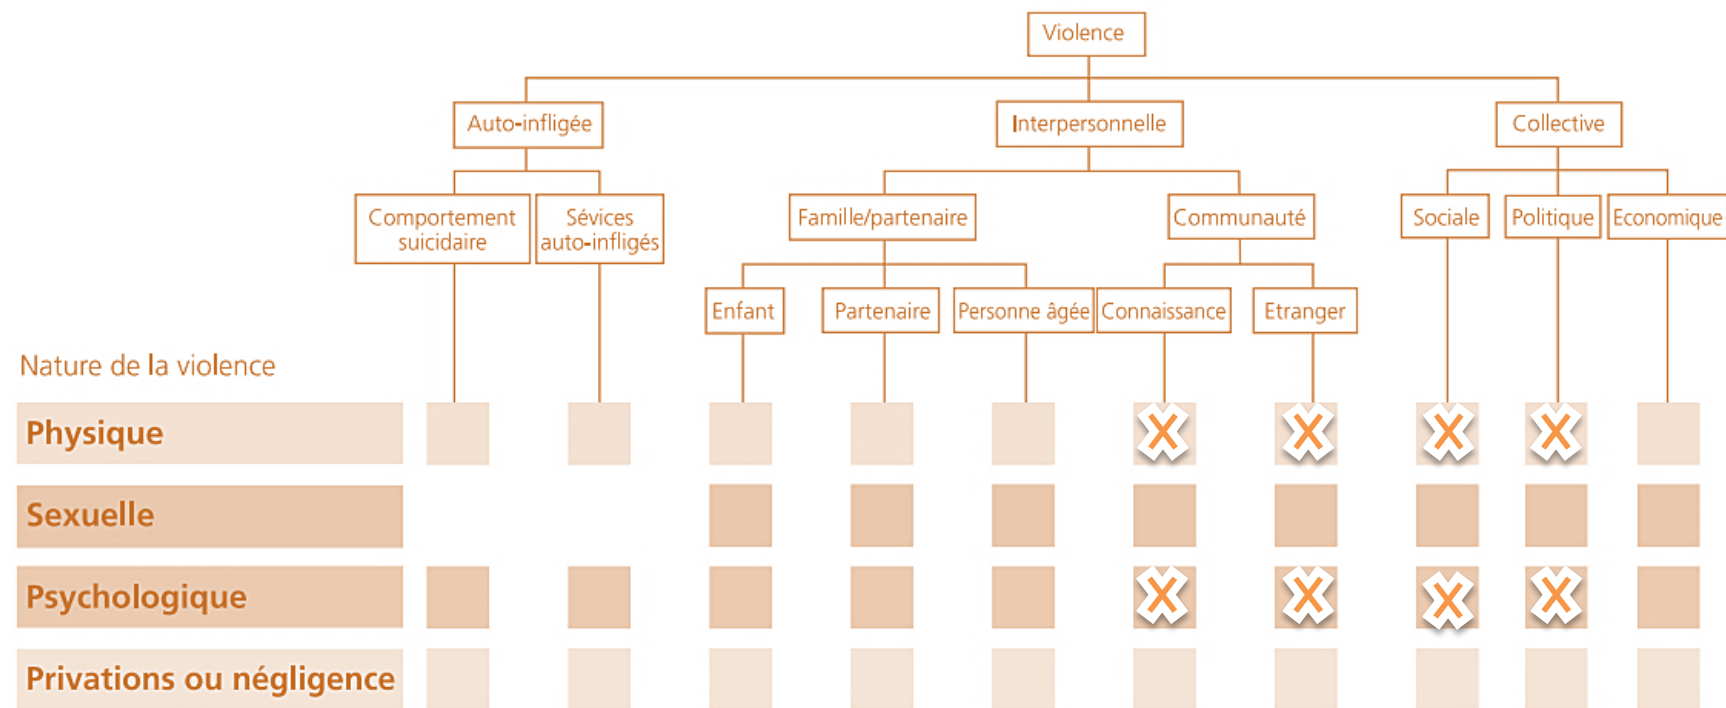 Violence
Auto-infligée
Interpersonnelle
Collective
Comportement
suicidaire
Sévices
auto-infligés
Famille/partenaire
Communauté
Sociale
Politique
Economique
Enfant
Partenaire
Personne âgée
Connaissance
Etranger
Nature de la violence
Physique
X X X X
Sexuelle
Psychologique
X X X X
Privations ou négligence